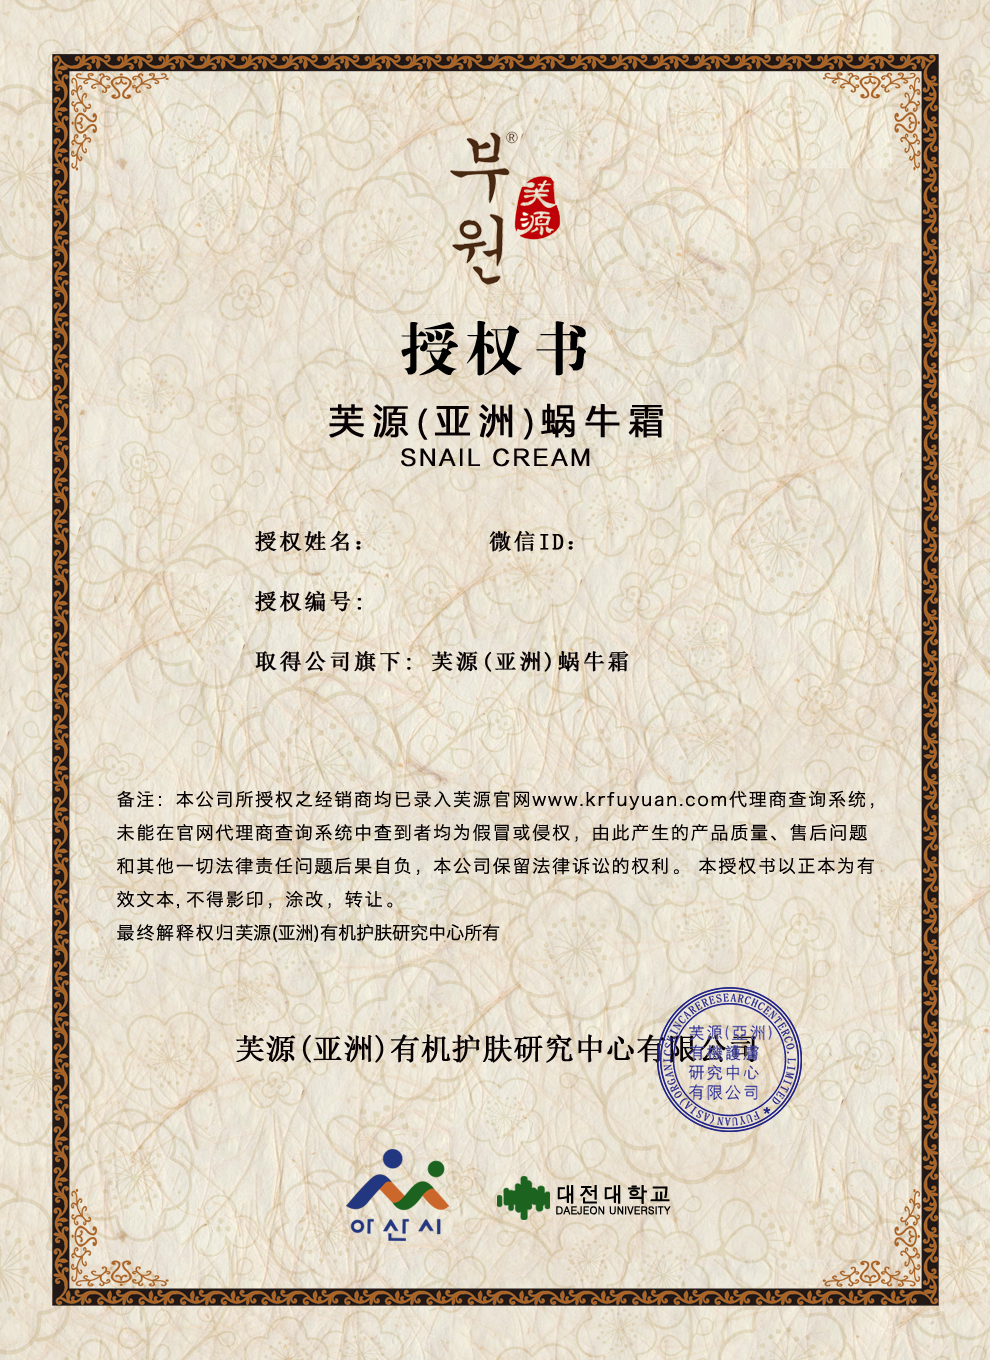 부원®
芙源
授权书
芙源(亚洲)蜗牛霜
SNAIL CREAM
授权姓名： 微信ID：
授权编号:
取得公司旗下: 芙源(亚洲)蜗牛霜
备注：本公司所授权之经销商均已录入芙源官网www.krfuyuan.com代理商查询系统，
未能在官网代理商查询系统中查到者均为假冒或侵权，由此产生的产品质量、售后问题
和其他一切法律责任问题后果自负，本公司保留法律诉讼的权利。 本授权书以正本为有
效文本,不得影印，涂改，转让。
最终解释权归芙源(亚洲)有机护肤研究中心所有
芙源(亚洲)有机护肤研究中心有限公司
FUYUAN(ASIA)ORGANICSKINCARERESEARCHCENTERCO.LIMITED
芙源(亞洲)
有機護膚
研究中心
有限公司
아산시
대전대학교
DAEJEON UNIVERSITY